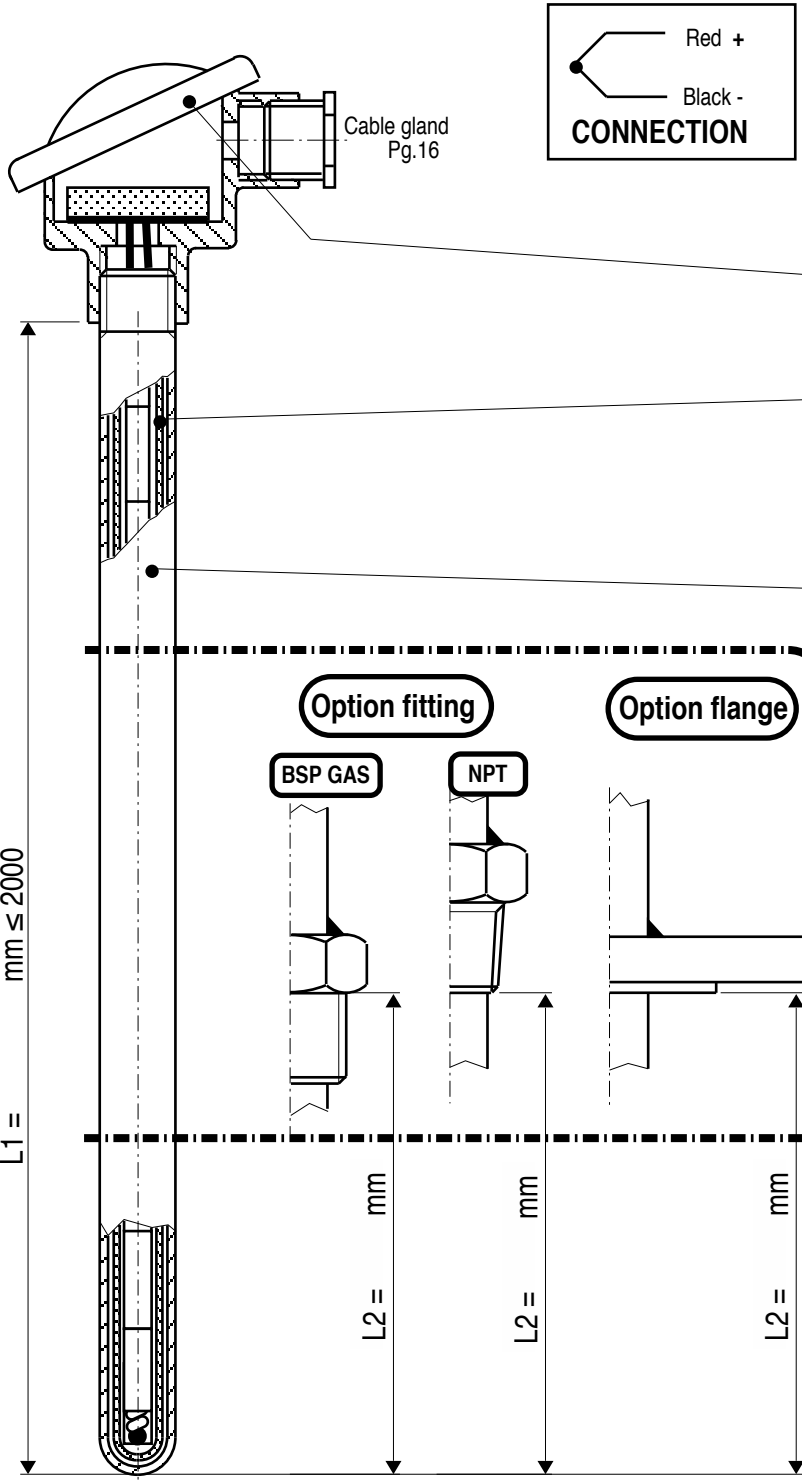 Red +
Black -
CONNECTION
Cable gland
Pg.16
Option fitting
Option flange
BSP GAS
NPT
L1 = mm ≤ 2000
L2 = mm
L2 = mm
L2 = mm